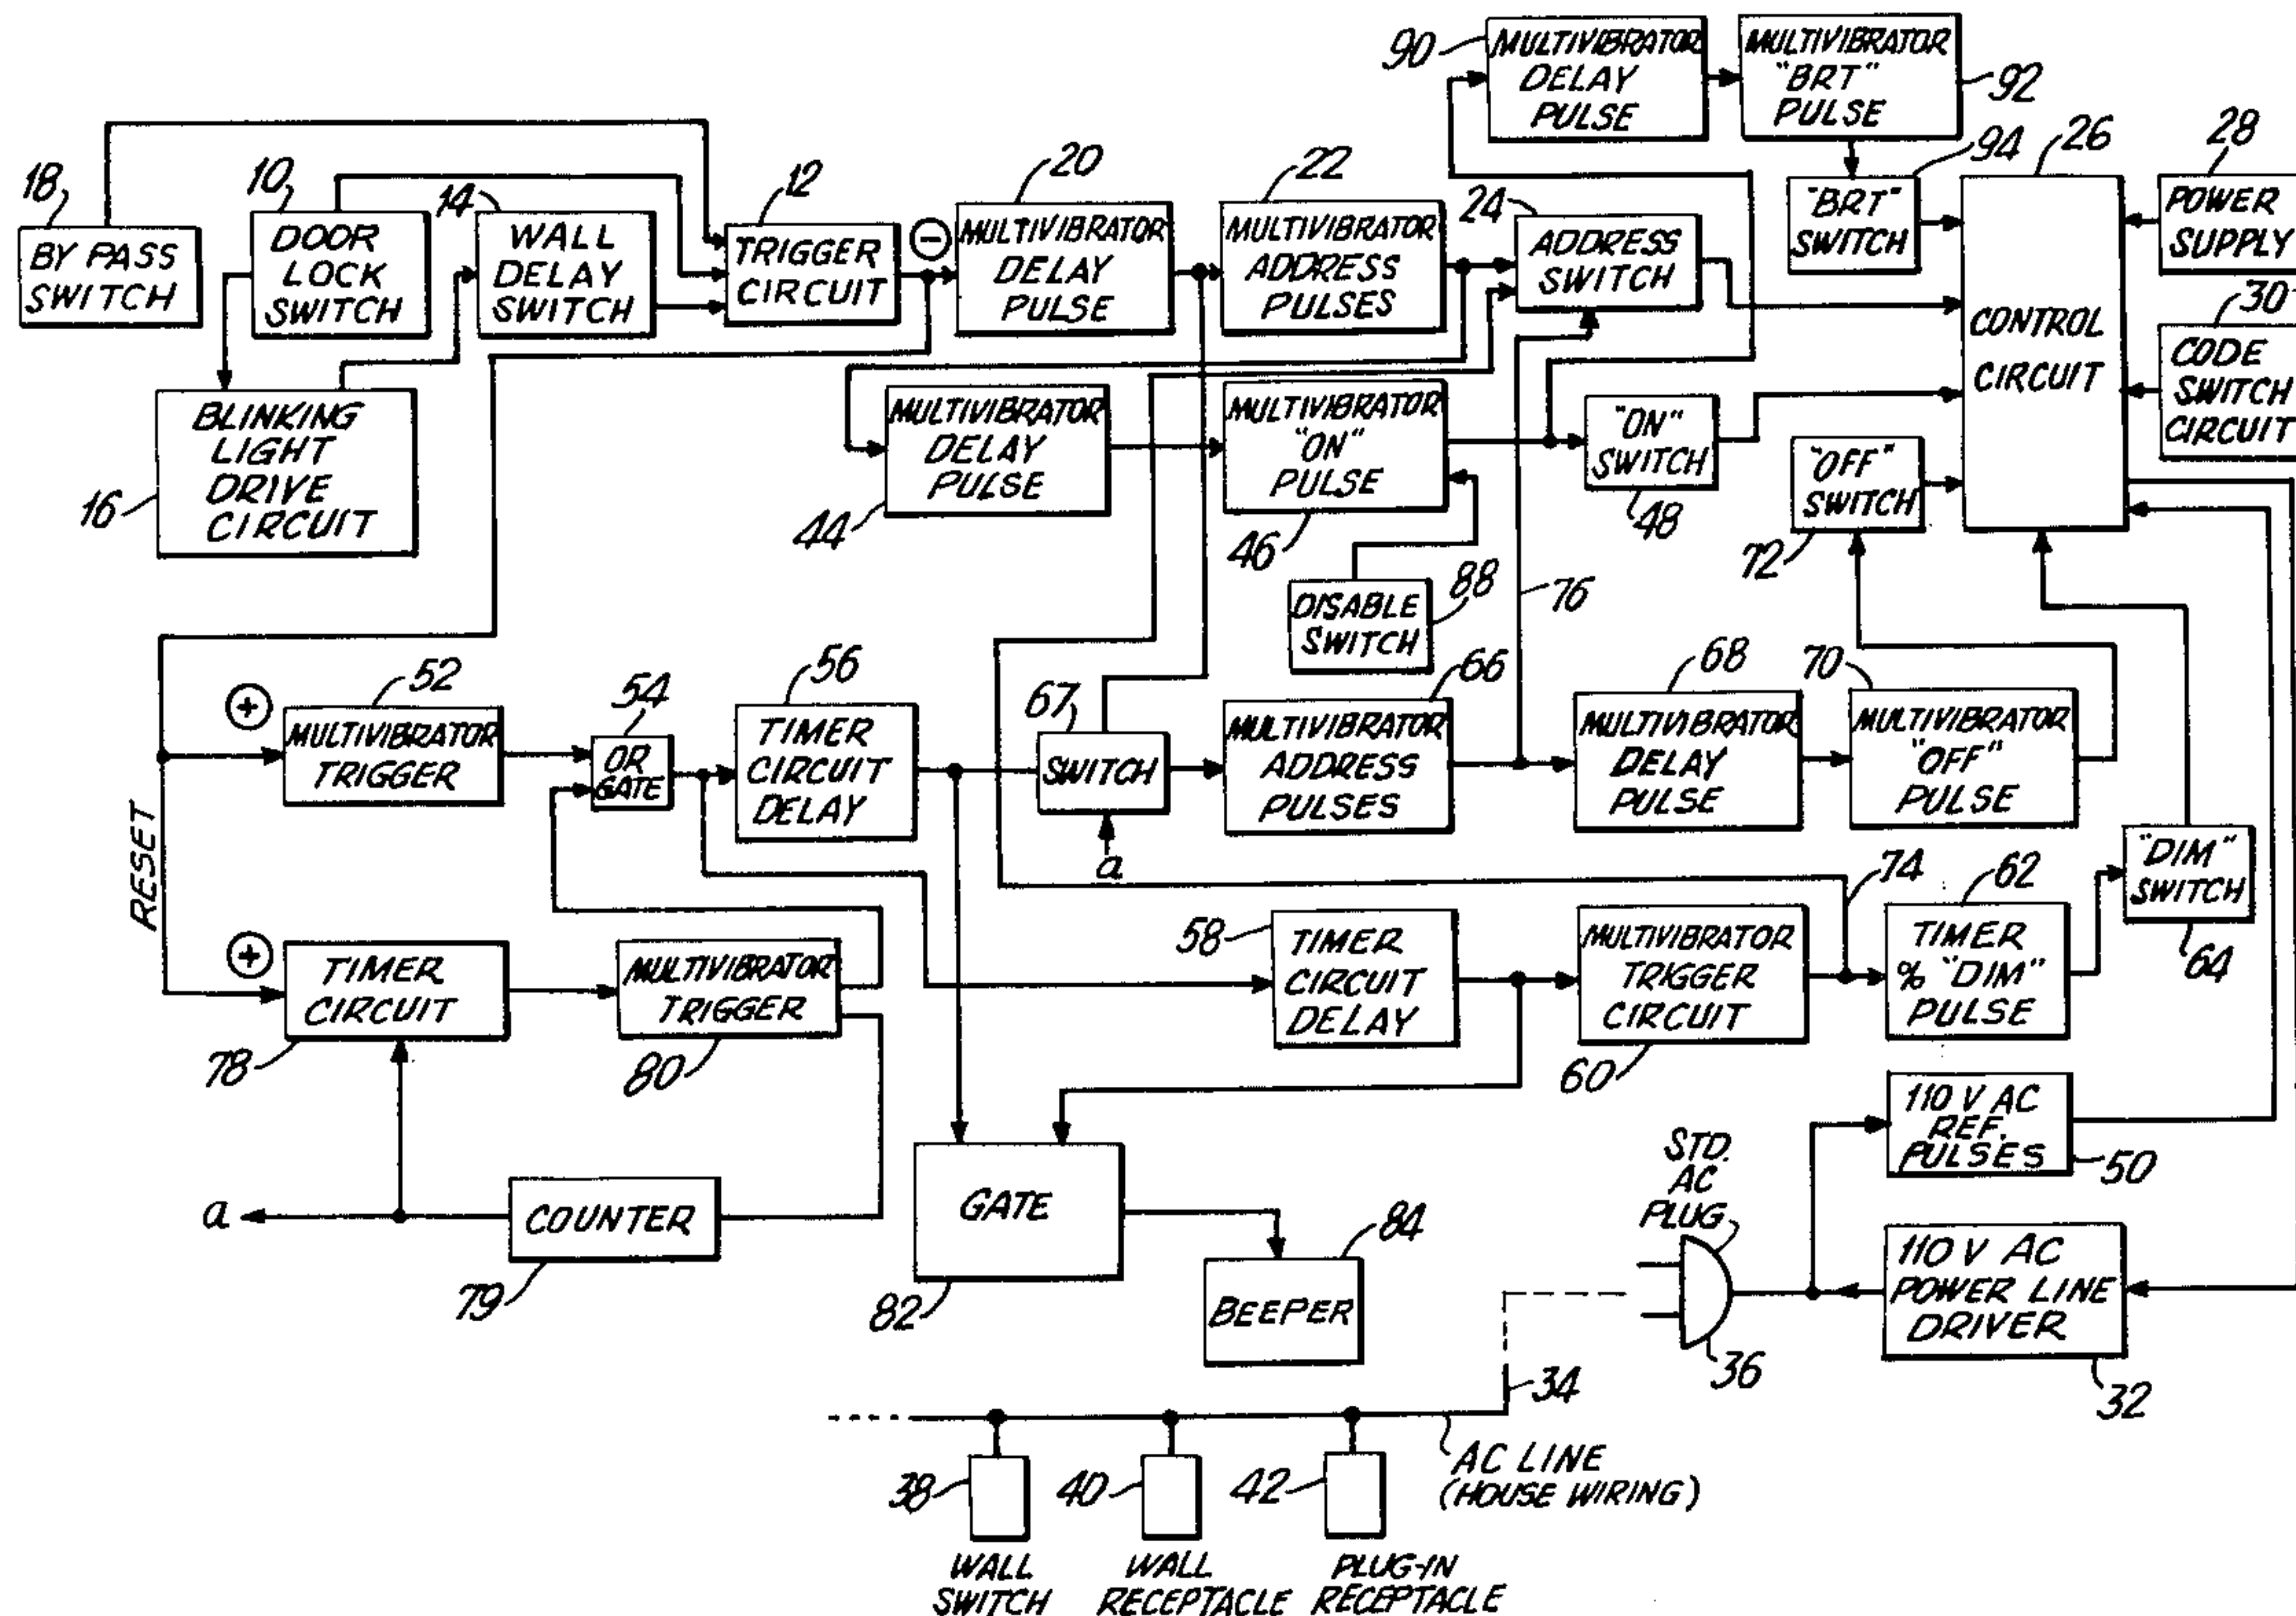 90
MULTIVIBRATOR
DELAY
PULSE
MULTIVIBRATOR
"BRT"
PULSE
92
18
BY PASS
SWITCH
10
DOOR
LOCK
SWITCH
14
WALL
DELAY
SWITCH
12
TRIGGER
CIRCUIT
−
20
MULTIVIBRATOR
DELAY
PULSE
22
MULTIVIBRATOR
ADDRESS
PULSES
24
ADDRESS
SWITCH
94
"BRT"
SWITCH
26
CONTROL
CIRCUIT
28
POWER
SUPPLY
30
CODE
SWITCH
CIRCUIT
16
BLINKING
LIGHT
DRIVE
CIRCUIT
44
MULTIVIBRATOR
DELAY
PULSE
46
MULTIVIBRATOR
"ON"
PULSE
"ON"
SWITCH
48
"OFF"
SWITCH
72
DISABLE
SWITCH
88
76
RESET
+
52
MULTIVIBRATOR
TRIGGER
54
OR
GATE
56
TIMER
CIRCUIT
DELAY
67
SWITCH
a
66
MULTIVIBRATOR
ADDRESS
PULSES
68
MULTIVIBRATOR
DELAY
PULSE
70
MULTIVIBRATOR
"OFF"
PULSE
"DIM"
SWITCH
64
+
TIMER
CIRCUIT
78
MULTIVIBRATOR
TRIGGER
80
58
TIMER
CIRCUIT
DELAY
MULTIVIBRATOR
TRIGGER
CIRCUIT
60
74
62
TIMER
% "DIM"
PULSE
a
COUNTER
79
GATE
82
84
BEEPER
STD.
AC
PLUG
36
110 V AC
REF.
PULSES
50
110 V AC
POWER LINE
DRIVER
32
34
AC LINE
(HOUSE WIRING)
38
WALL
SWITCH
40
WALL
RECEPTACLE
42
PLUG-IN
RECEPTACLE